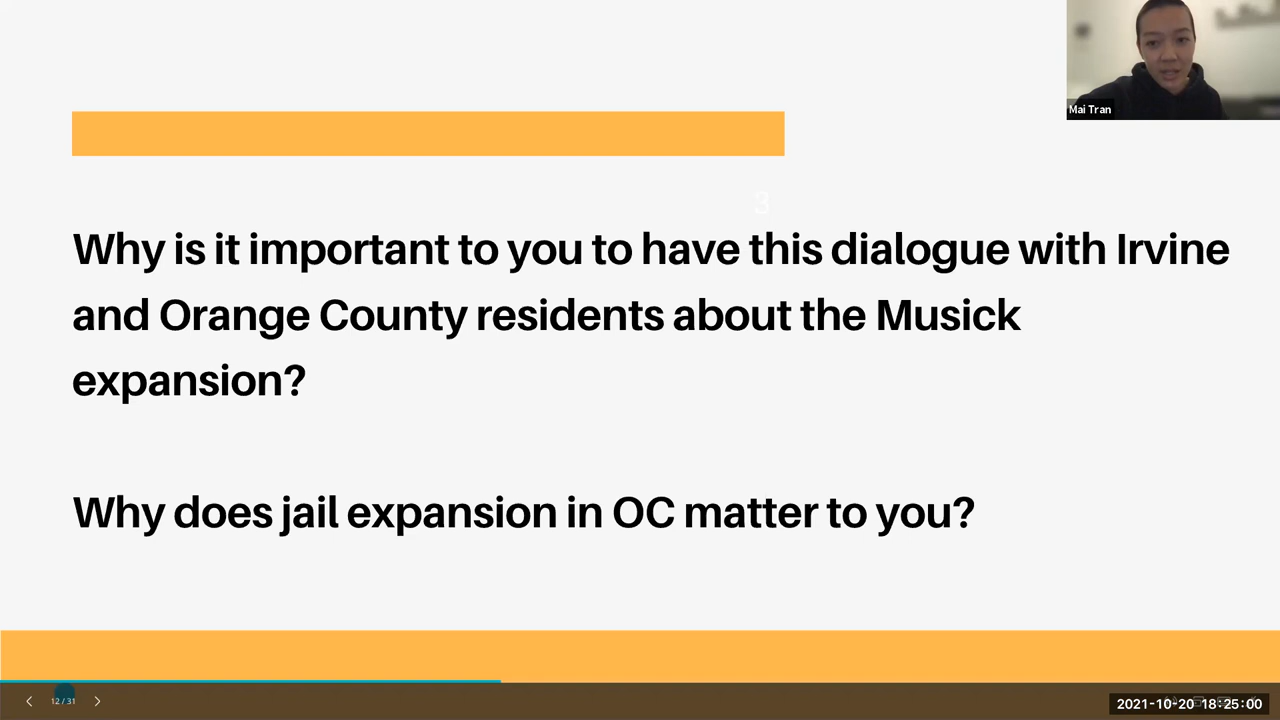 Mai Tran
3
Why is it important to you to have this dialogue with Irvine
and Orange County residents about the Musick
expansion?
Why does jail expansion in OC matter to you?
12 / 31
2021-10-20 18:25:00